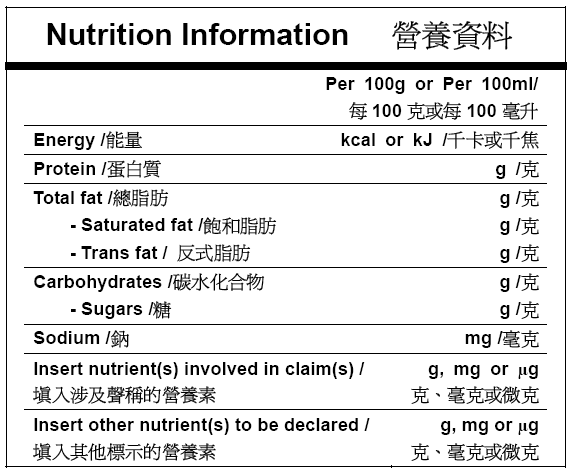 Nutrition Information 營養資料
Per 100g or Per 100ml/
每 100 克或每 100 毫升
Energy /能量 kcal or kJ /千卡或千焦
Protein /蛋白質 g /克
Total fat /總脂肪 g /克
- Saturated fat /飽和脂肪 g /克
- Trans fat / 反式脂肪 g /克
Carbohydrates /碳水化合物 g /克
- Sugars /糖 g /克
Sodium /鈉 mg /毫克
Insert nutrient(s) involved in claim(s) / g, mg or μg
填入涉及聲稱的營養素 克、毫克或微克
Insert other nutrient(s) to be declared / g, mg or μg
填入其他標示的營養素 克、毫克或微克